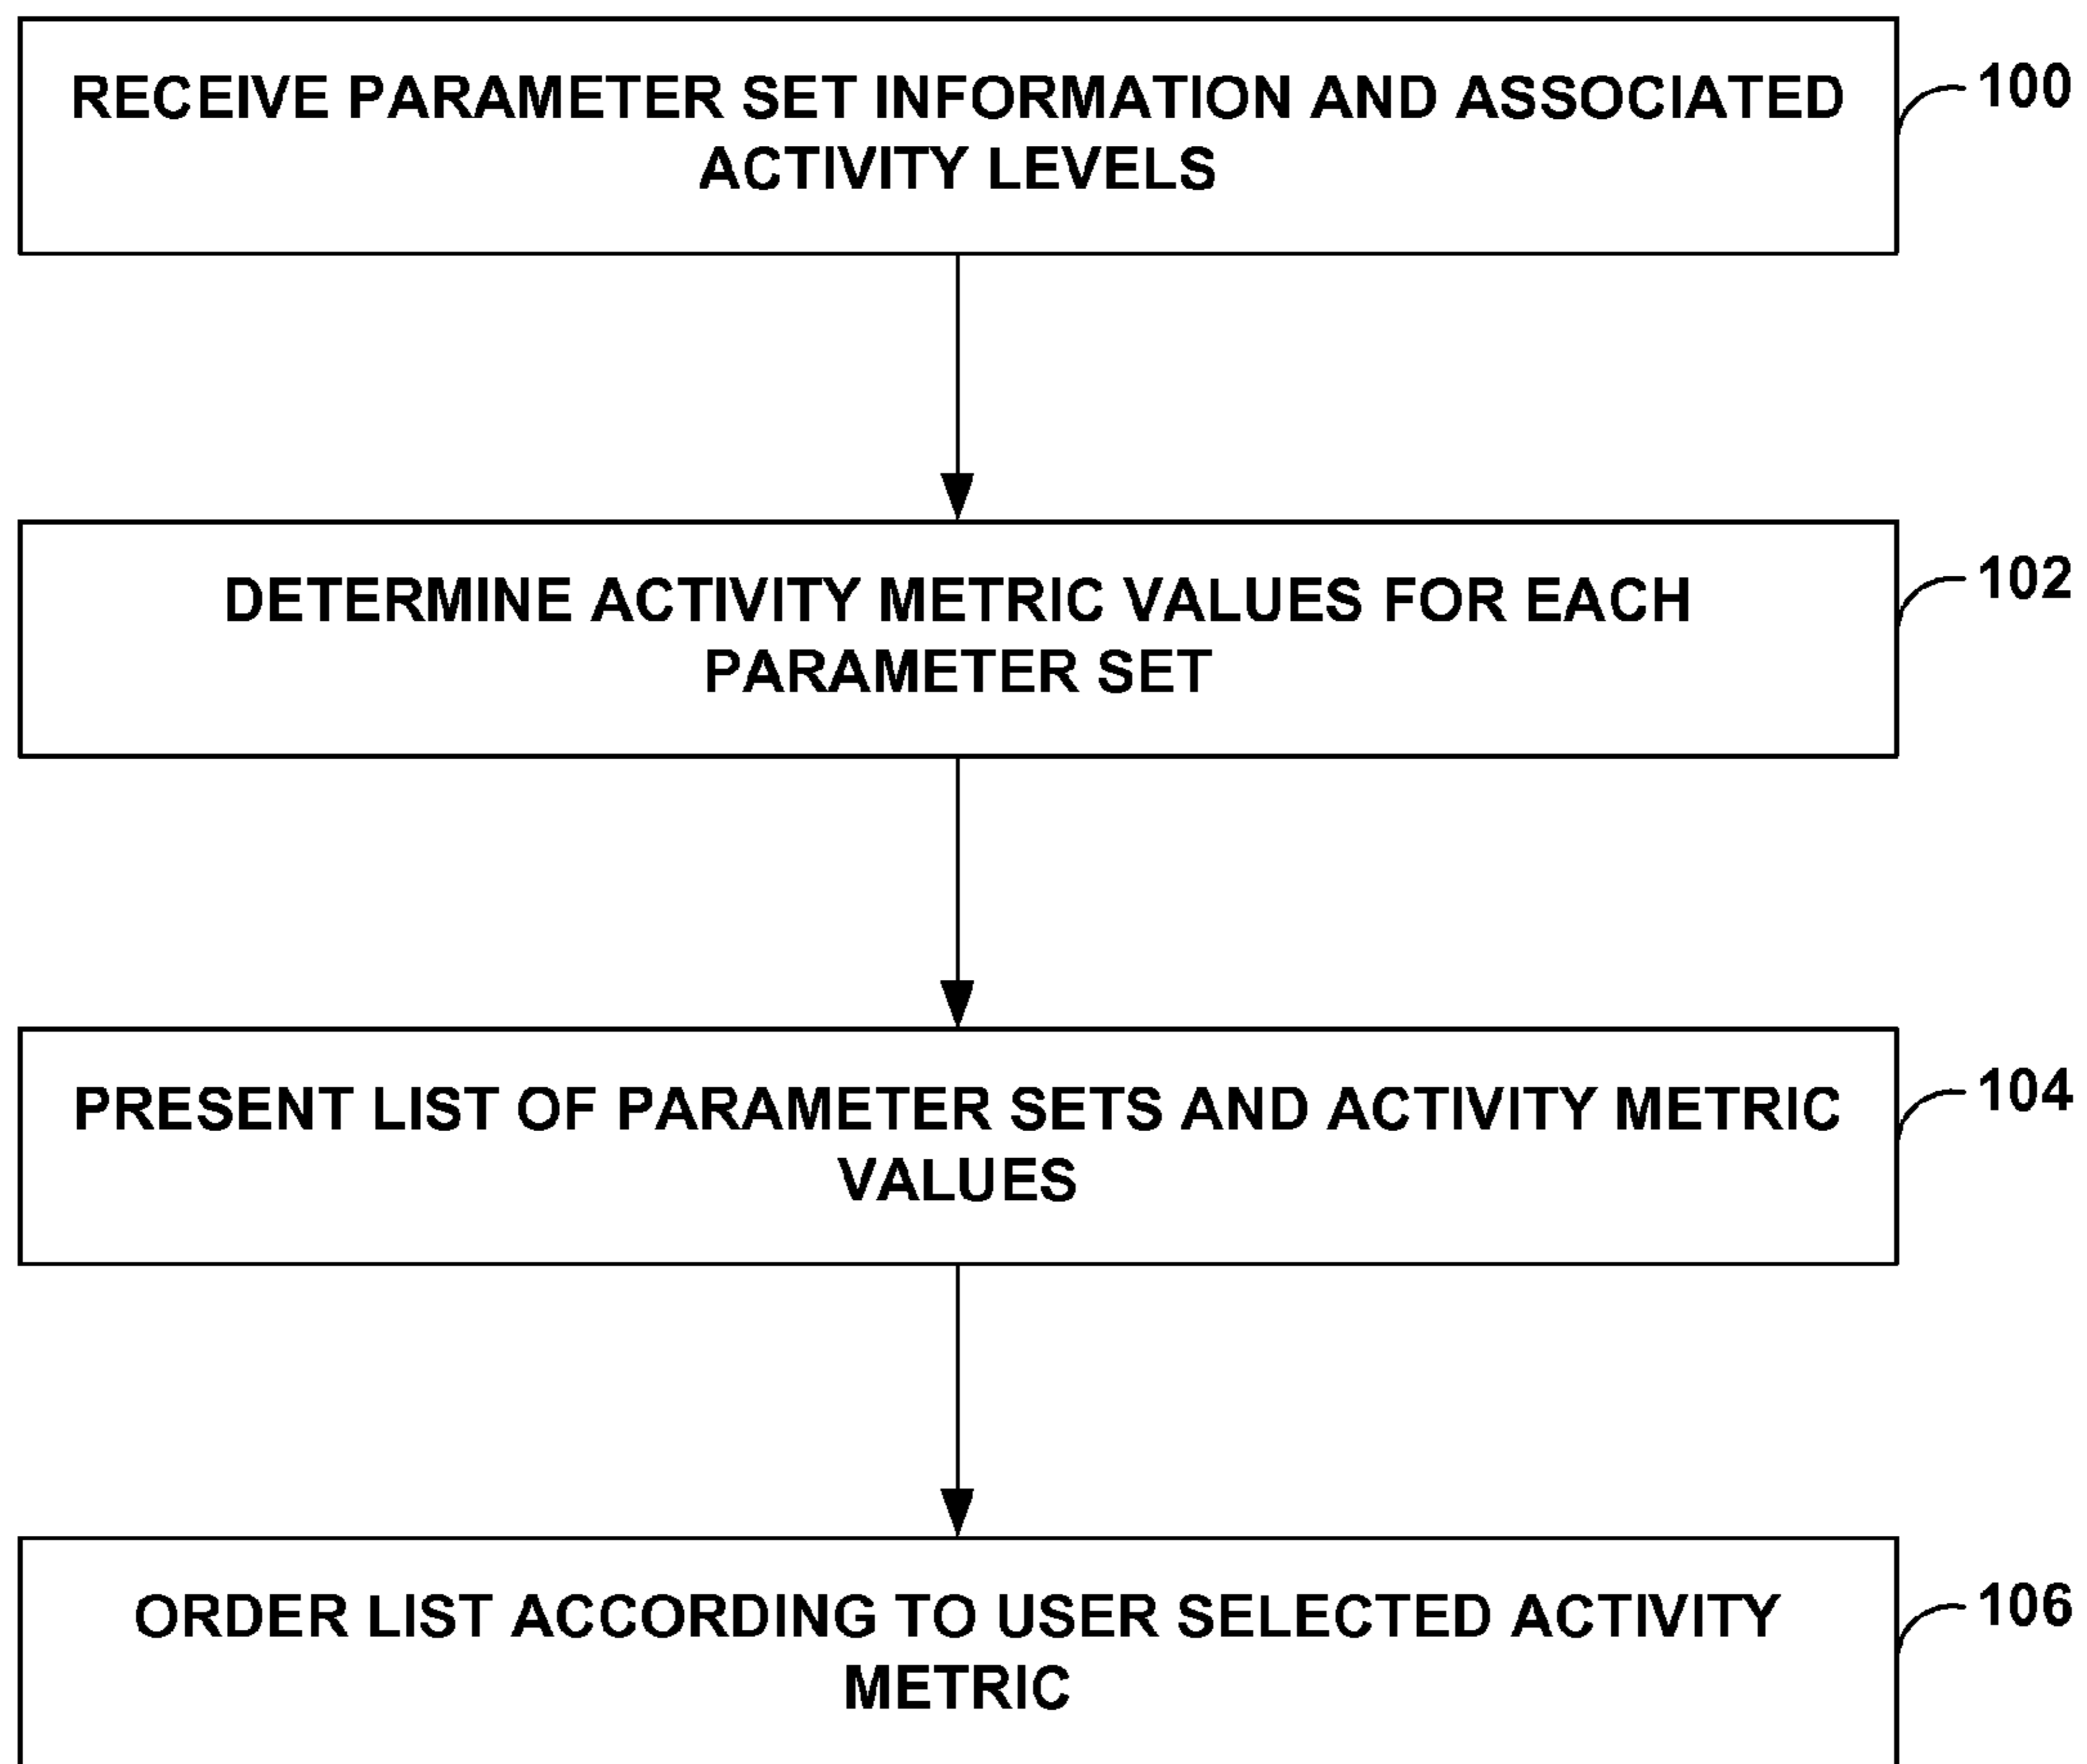 RECEIVE PARAMETER SET INFORMATION AND ASSOCIATED
ACTIVITY LEVELS
100
DETERMINE ACTIVITY METRIC VALUES FOR EACH
PARAMETER SET
102
PRESENT LIST OF PARAMETER SETS AND ACTIVITY METRIC
VALUES
104
ORDER LIST ACCORDING TO USER SELECTED ACTIVITY
METRIC
106